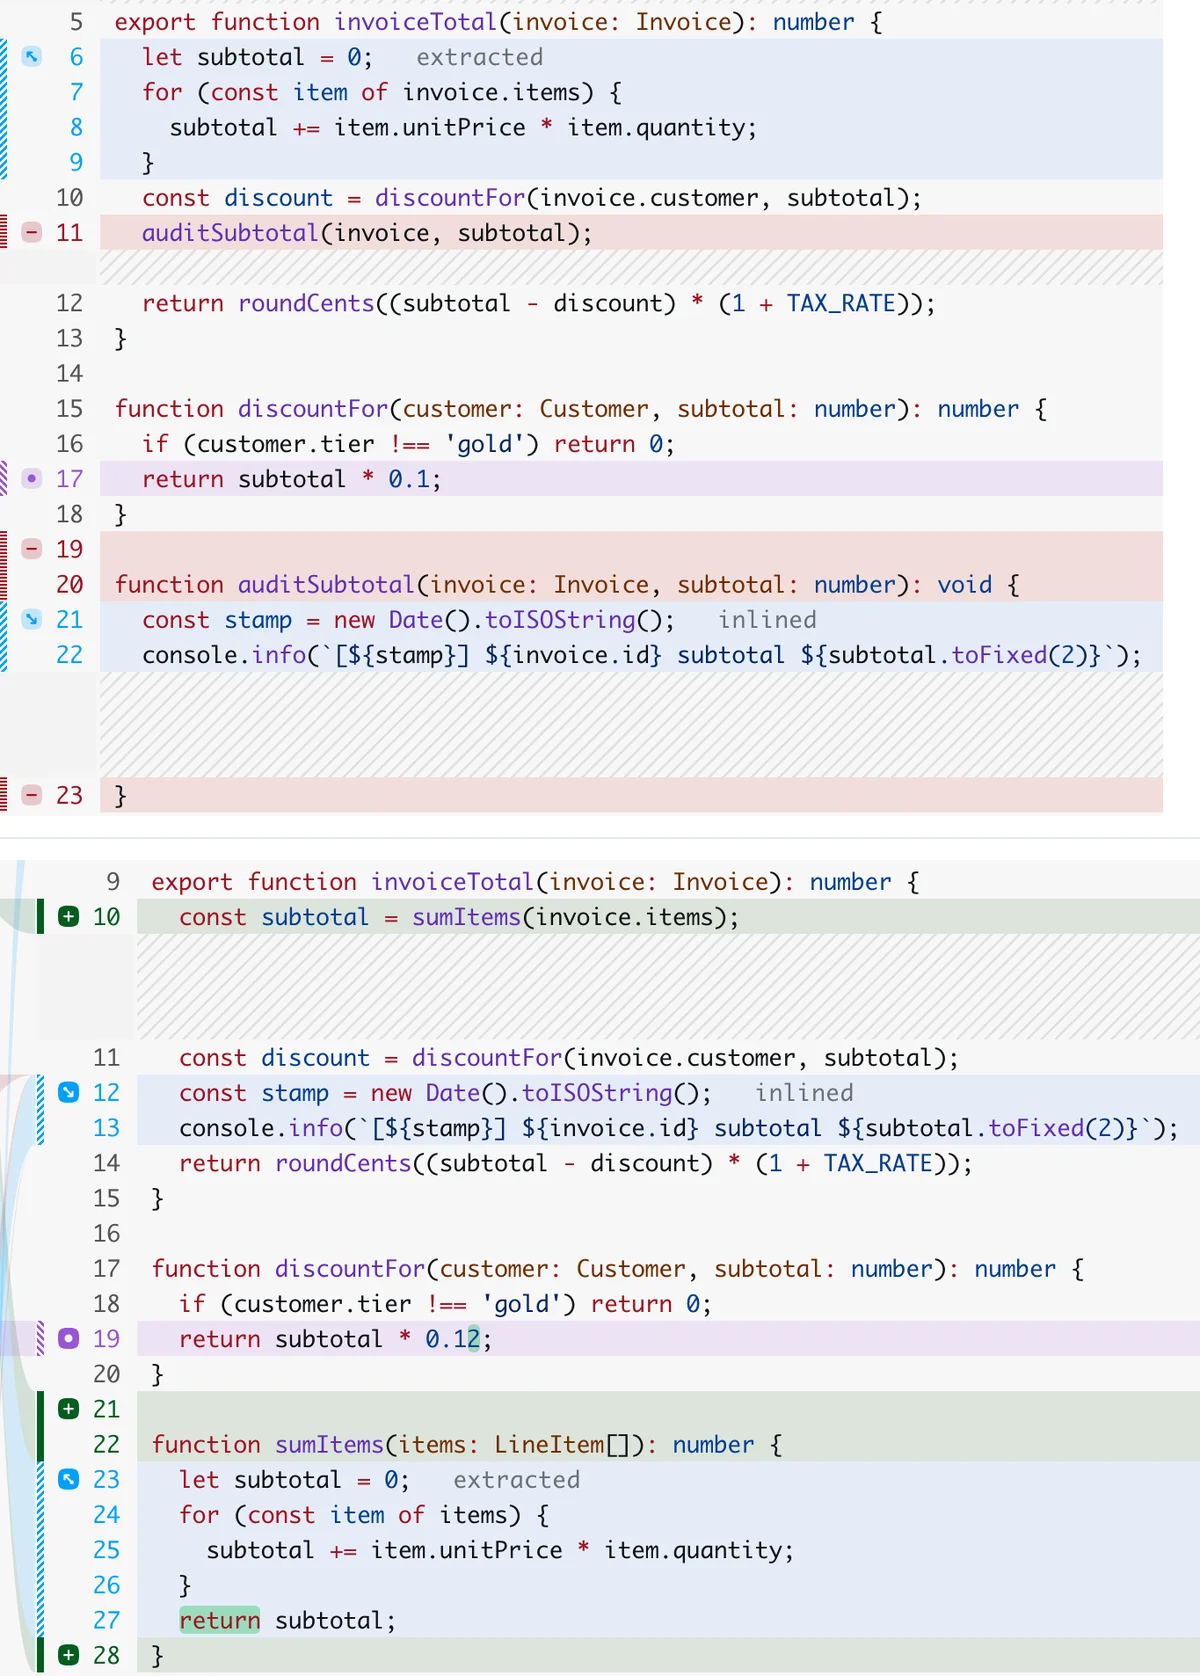 5 export function invoiceTotal(invoice: Invoice): number {
6 let subtotal = 0; extracted
7 for (const item of invoice.items) {
8 subtotal += item.unitPrice * item.quantity;
9 }
10 const discount = discountFor(invoice.customer, subtotal);
11 auditSubtotal(invoice, subtotal);
12 return roundCents((subtotal - discount) * (1 + TAX_RATE));
13 }
14
15 function discountFor(customer: Customer, subtotal: number): number {
16 if (customer.tier !== 'gold') return 0;
17 return subtotal * 0.1;
18 }
19
20 function auditSubtotal(invoice: Invoice, subtotal: number): void {
21 const stamp = new Date().toISOString(); inlined
22 console.info(`[${stamp}] ${invoice.id} subtotal ${subtotal.toFixed(2)}`);
23 }
9 export function invoiceTotal(invoice: Invoice): number {
10 const subtotal = sumItems(invoice.items);
11 const discount = discountFor(invoice.customer, subtotal);
12 const stamp = new Date().toISOString(); inlined
13 console.info(`[${stamp}] ${invoice.id} subtotal ${subtotal.toFixed(2)}`);
14 return roundCents((subtotal - discount) * (1 + TAX_RATE));
15 }
16
17 function discountFor(customer: Customer, subtotal: number): number {
18 if (customer.tier !== 'gold') return 0;
19 return subtotal * 0.12;
20 }
21
22 function sumItems(items: LineItem[]): number {
23 let subtotal = 0; extracted
24 for (const item of items) {
25 subtotal += item.unitPrice * item.quantity;
26 }
27 return subtotal;
28 }